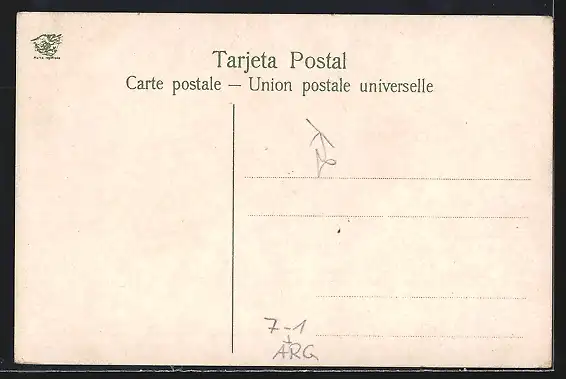 Tarjeta Postal
Carte postale — Union postale universelle
7-1
ARG